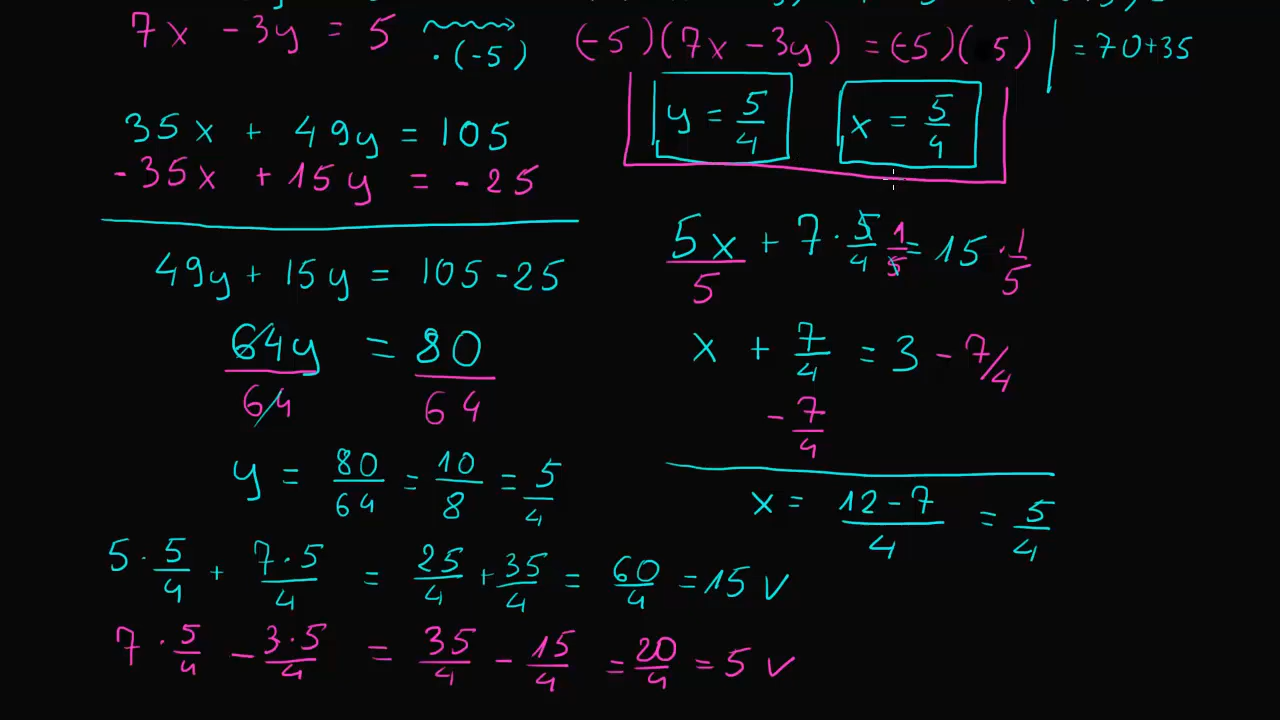 7x - 3y = 5 · (-5) (-5)(7x - 3y) = (-5)( 5) | = 70+35
y = 5/4 x = 5/4
35x + 49y = 105
-35x + 15y = -25
49y + 15y = 105 - 25
64y/64 = 80/64
y = 80/64 = 10/8 = 5/4
5 · 5/4 + 7·5/4 = 25/4 + 35/4 = 60/4 = 15 v
7 · 5/4 - 3·5/4 = 35/4 - 15/4 = 20/4 = 5 v
5x/5 + 7 · 5/4 1/5 = 15 · 1/5
x + 7/4 = 3 - 7/4
- 7/4
x = 12-7/4 = 5/4